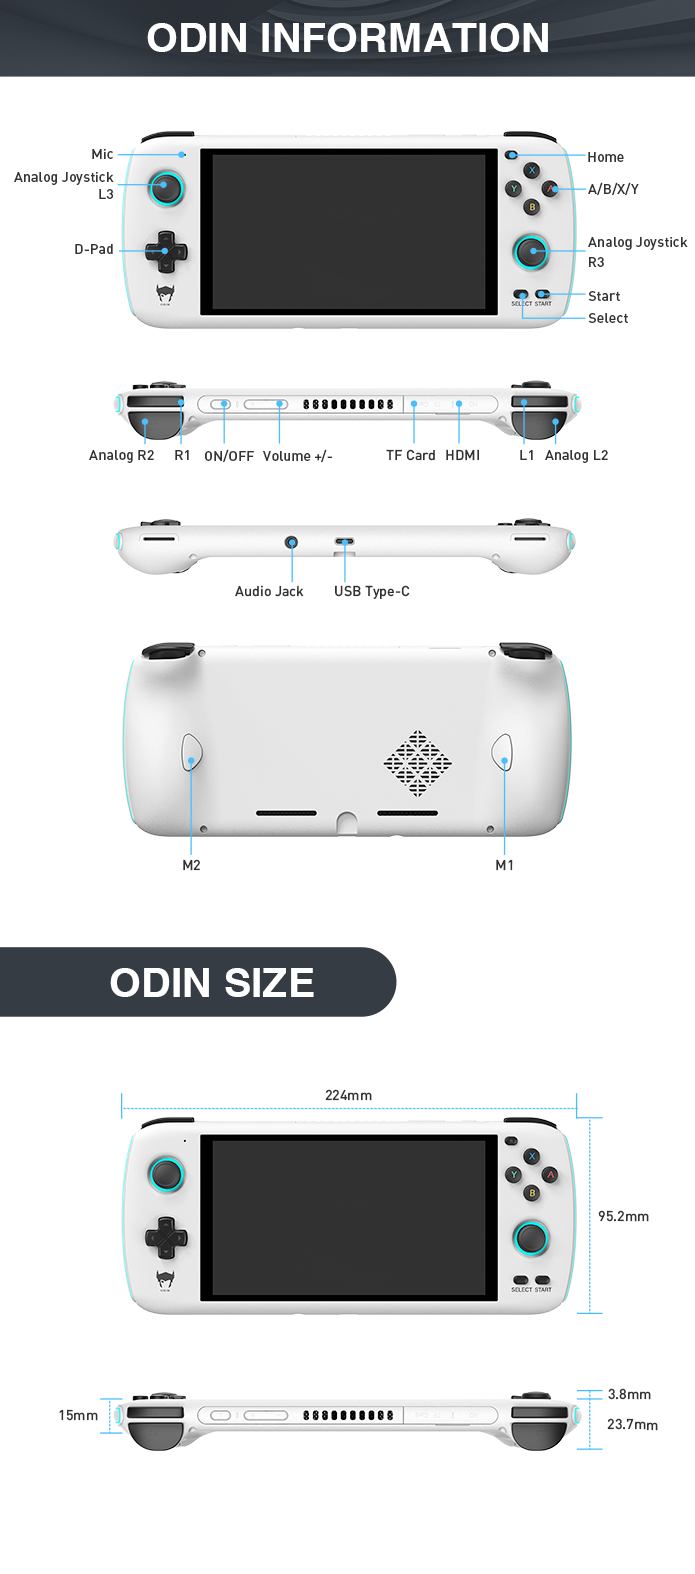 ODIN INFORMATION
Mic
Home
Analog Joystick
L3
X
Y
A
B
A/B/X/Y
D-Pad
Analog Joystick
R3
Start
SELECT START
Select
Analog R2
R1
ON/OFF
Volume +/-
TF Card
HDMI
L1
Analog L2
Audio Jack
USB Type-C
M2
M1
ODIN SIZE
224mm
X
Y
A
B
95.2mm
SELECT START
15mm
3.8mm
23.7mm